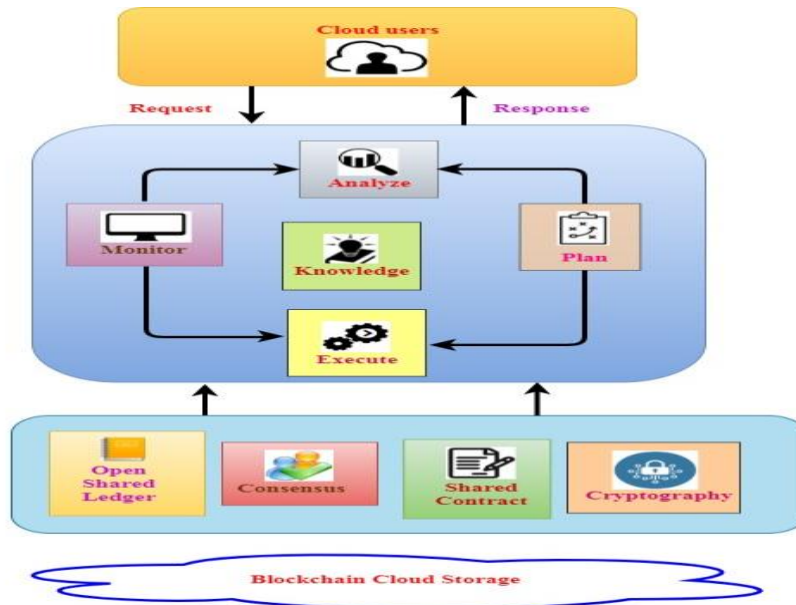 Cloud users
Request
Response
Analyze
Monitor
Knowledge
Plan
Execute
Open
Shared
Ledger
Consensus
Shared
Contract
Cryptography
Blockchain Cloud Storage